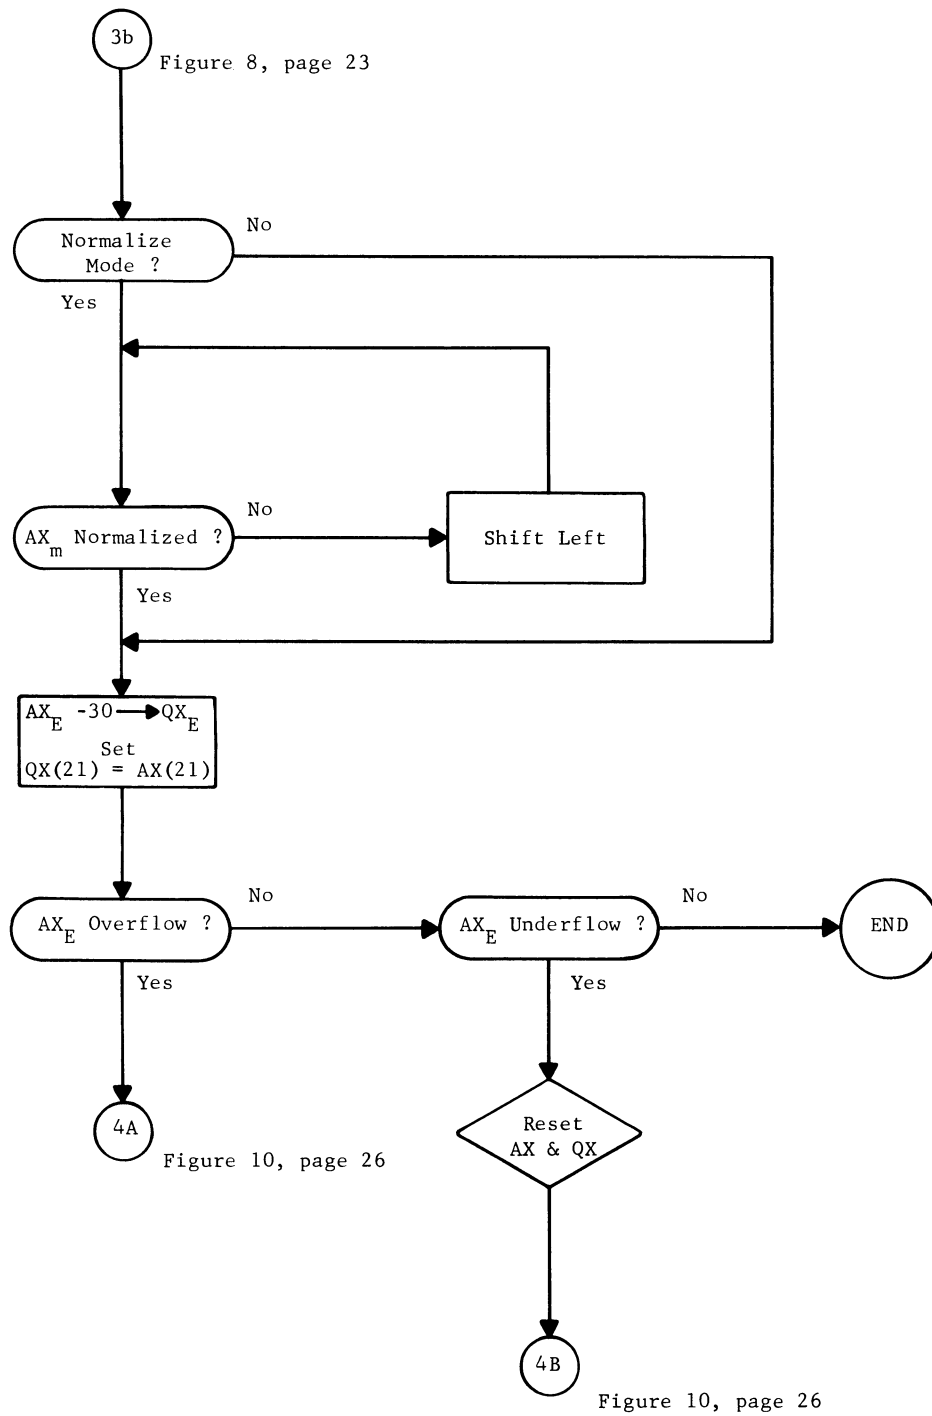 3b
Figure 8, page 23
Normalize
Mode ?
No
Yes
AXm Normalized ?
No
Shift Left
Yes
AXE -30 → QXE
Set
QX(21) = AX(21)
AXE Overflow ?
No
AXE Underflow ?
No
END
Yes
Yes
4A
Figure 10, page 26
Reset
AX & QX
4B
Figure 10, page 26